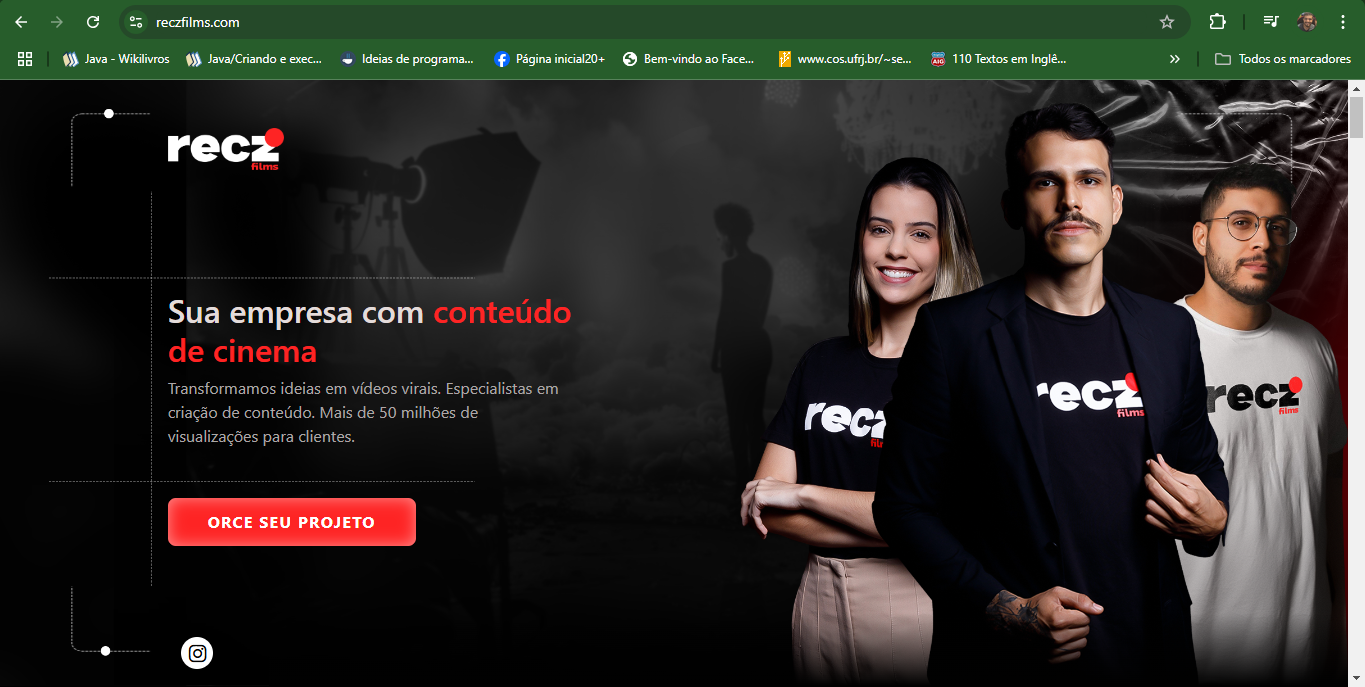 reczfilms.com
Java - Wikilivros
Java/Criando e exec...
Ideias de programa...
Página inicial20+
Bem-vindo ao Face...
www.cos.ufrj.br/~se...
AIG
110 Textos em Inglê...
Todos os marcadores
recz
films
Sua empresa com conteúdo
de cinema
Transformamos ideias em vídeos virais. Especialistas em
criação de conteúdo. Mais de 50 milhões de
visualizações para clientes.
ORCE SEU PROJETO
recz
film
recz
films
recz
films